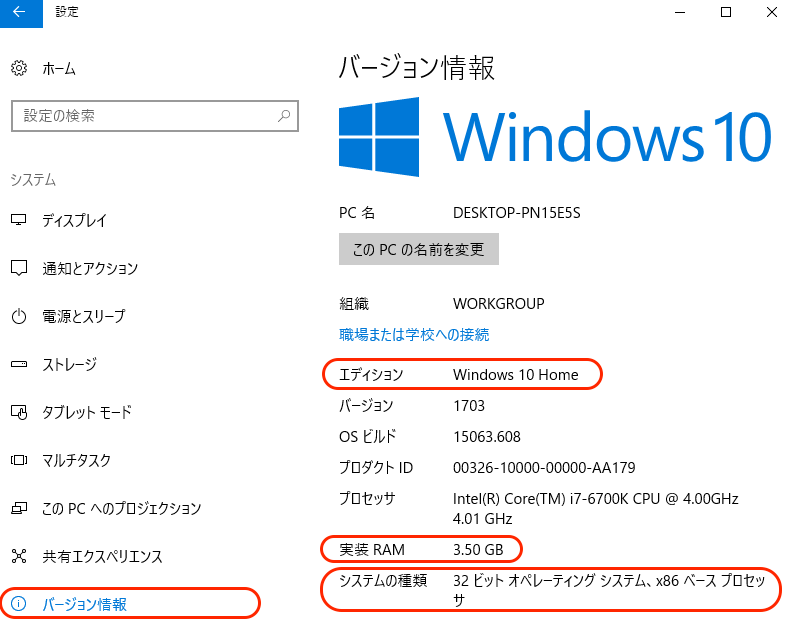 設定
ホーム
設定の検索
システム
ディスプレイ
通知とアクション
電源とスリープ
ストレージ
タブレット モード
マルチタスク
この PC へのプロジェクション
共有エクスペリエンス
バージョン情報
バージョン情報
Windows 10
PC 名 DESKTOP-PN15E5S
この PC の名前を変更
組織 WORKGROUP
職場または学校への接続
エディション Windows 10 Home
バージョン 1703
OS ビルド 15063.608
プロダクト ID 00326-10000-00000-AA179
プロセッサ Intel(R) Core(TM) i7-6700K CPU @ 4.00GHz
4.01 GHz
実装 RAM 3.50 GB
システムの種類 32 ビット オペレーティング システム、x86 ベース プロセッ
サ